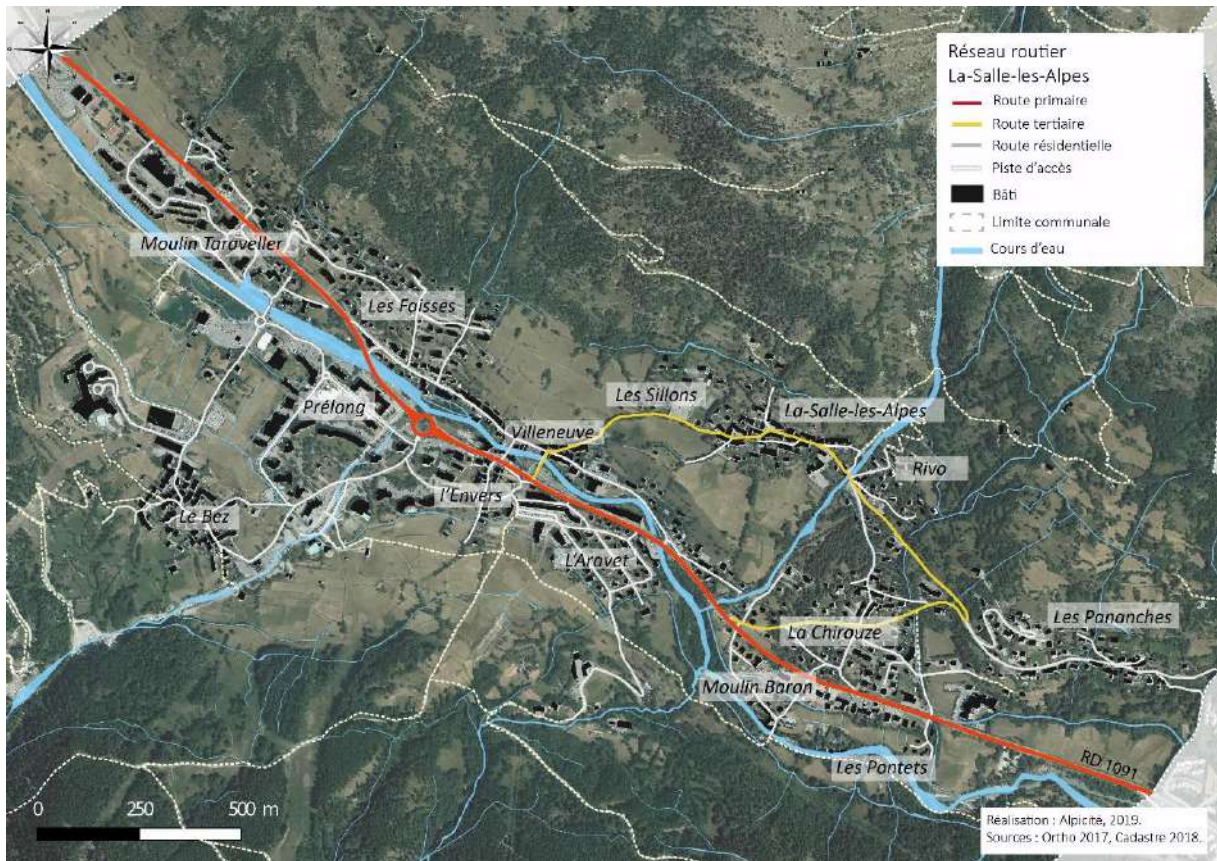 Réseau routier
La-Salle-les-Alpes
Route primaire
Route tertiaire
Route résidentielle
Piste d'accès
Bâti
Limite communale
Cours d'eau
Moulin Taraveller
Les Faisses
Les Sillons
La-Salle-les-Alpes
Prélong
Villeneuve
Rivo
l'Envers
Le Bez
L'Aravet
Les Pananches
La Chirouze
Moulin Baron
Les Pontets
RD 1091
0 250 500 m
Réalisation : Alpicité, 2019.
Sources : Ortho 2017, Cadastre 2018.